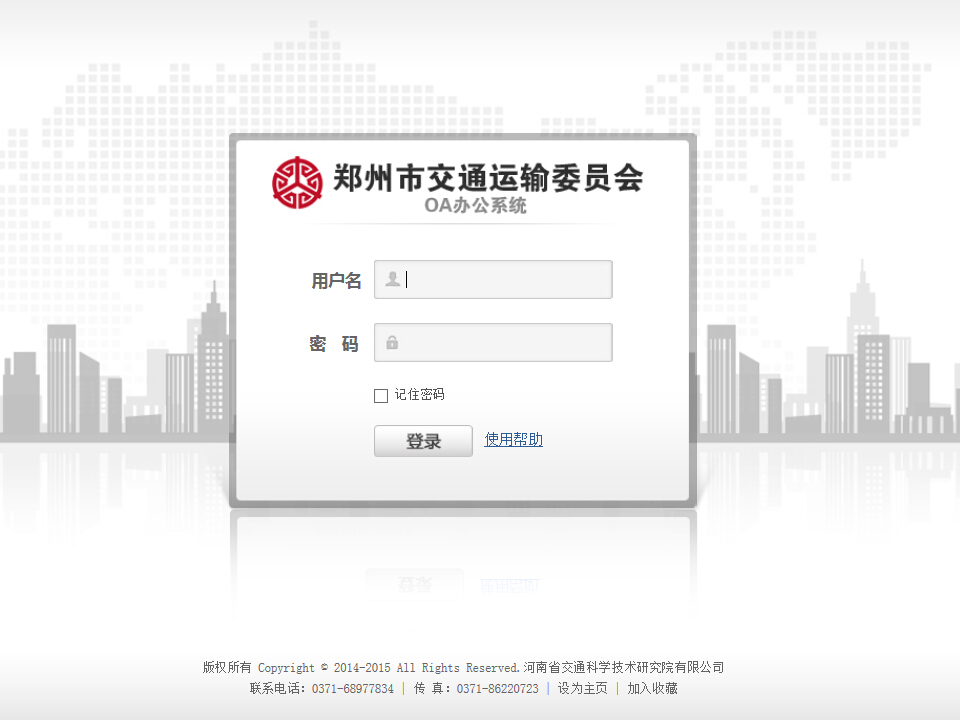 郑州市交通运输委员会
OA办公系统
用户名
密 码
记住密码
登录 使用帮助
版权所有 Copyright © 2014-2015 All Rights Reserved.河南省交通科学技术研究院有限公司
联系电话: 0371-68977834 | 传 真: 0371-86220723 | 设为主页 | 加入收藏